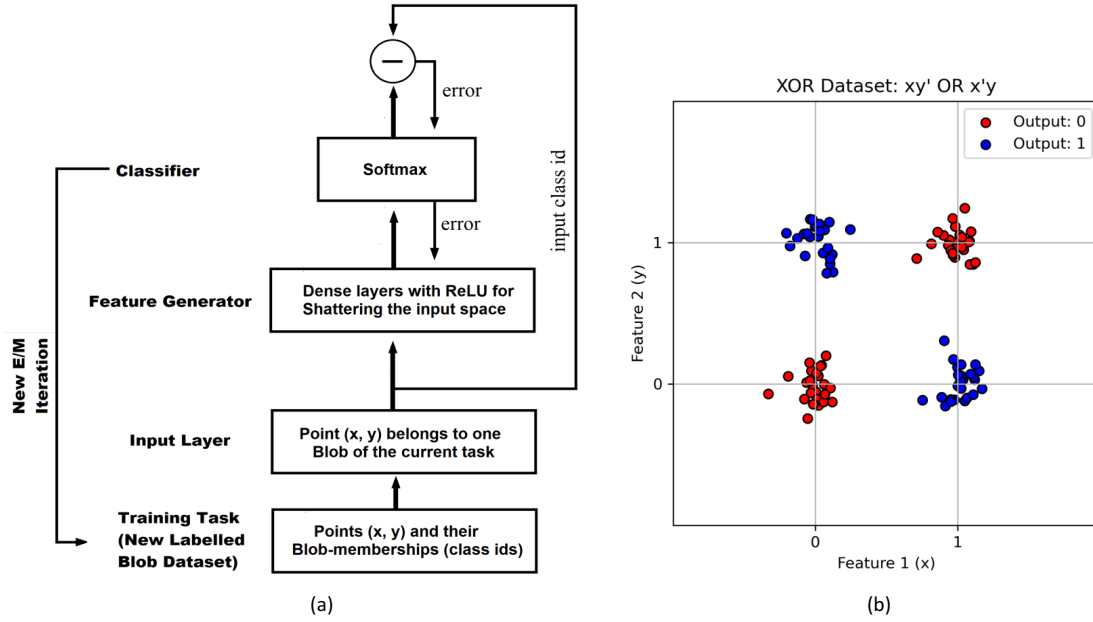 −
error
Classifier
Softmax
error
input class id
Feature Generator
Dense layers with ReLU for
Shattering the input space
New E/M
Iteration
Input Layer
Point (x, y) belongs to one
Blob of the current task
Training Task
(New Labelled
Blob Dataset)
Points (x, y) and their
Blob-memberships (class ids)
(a)
XOR Dataset: xy' OR x'y
Output: 0
Output: 1
Feature 2 (y)
1
0
0 1
Feature 1 (x)
(b)